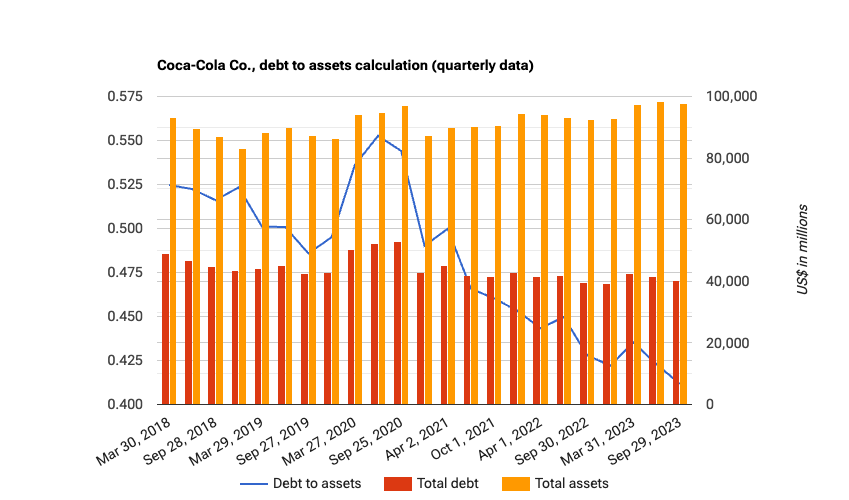 Coca-Cola Co., debt to assets calculation (quarterly data)
0.575
0.550
0.525
0.500
0.475
0.450
0.425
0.400
100,000
80,000
60,000
40,000
20,000
0
US$ in millions
Mar 30, 2018
Sep 28, 2018
Mar 29, 2019
Sep 27, 2019
Mar 27, 2020
Sep 25, 2020
Apr 2, 2021
Oct 1, 2021
Apr 1, 2022
Sep 30, 2022
Mar 31, 2023
Sep 29, 2023
Debt to assets Total debt Total assets